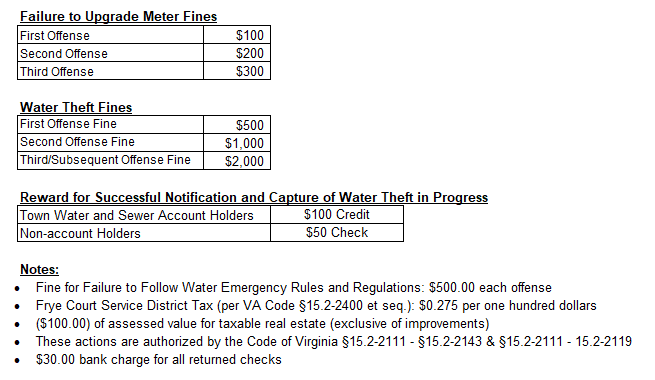 Failure to Upgrade Meter Fines
First Offense $100
Second Offense $200
Third Offense $300
Water Theft Fines
First Offense Fine $500
Second Offense Fine $1,000
Third/Subsequent Offense Fine $2,000
Reward for Successful Notification and Capture of Water Theft in Progress
Town Water and Sewer Account Holders $100 Credit
Non-account Holders $50 Check
Notes:
• Fine for Failure to Follow Water Emergency Rules and Regulations: $500.00 each offense
• Frye Court Service District Tax (per VA Code §15.2-2400 et seq.): $0.275 per one hundred dollars
• ($100.00) of assessed value for taxable real estate (exclusive of improvements)
• These actions are authorized by the Code of Virginia §15.2-2111 - §15.2-2143 & §15.2-2111 - 15.2-2119
• $30.00 bank charge for all returned checks